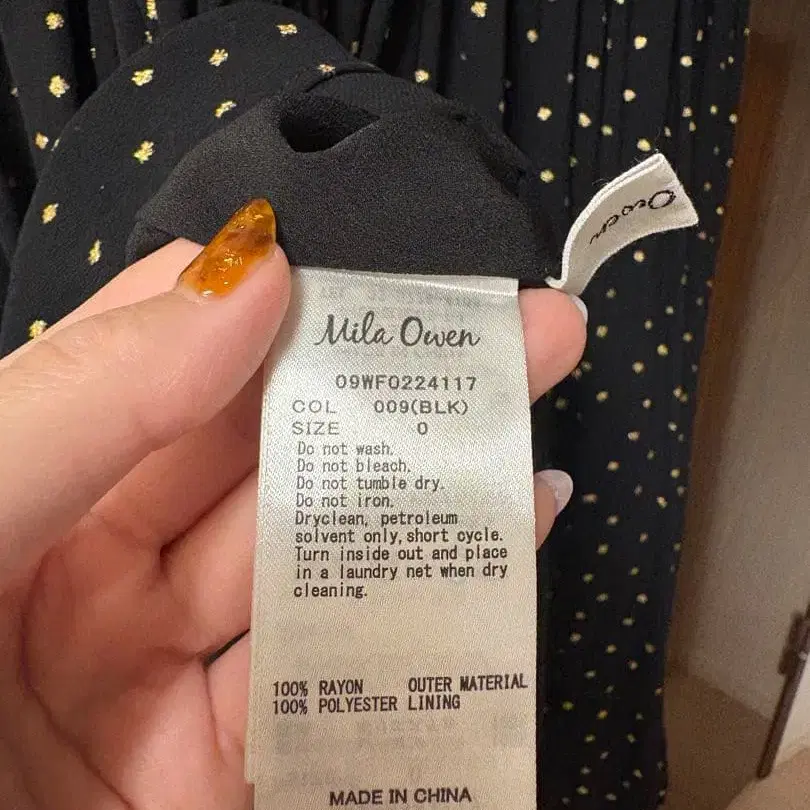 Owen
Mila Owen
09WF0224117
COL 009(BLK)
SIZE 0
Do not wash.
Do not bleach.
Do not tumble dry.
Do not iron.
Dryclean, petroleum
solvent only, short cycle.
Turn inside out and place
in a laundry net when dry
cleaning.
100% RAYON OUTER MATERIAL
100% POLYESTER LINING
MADE IN CHINA